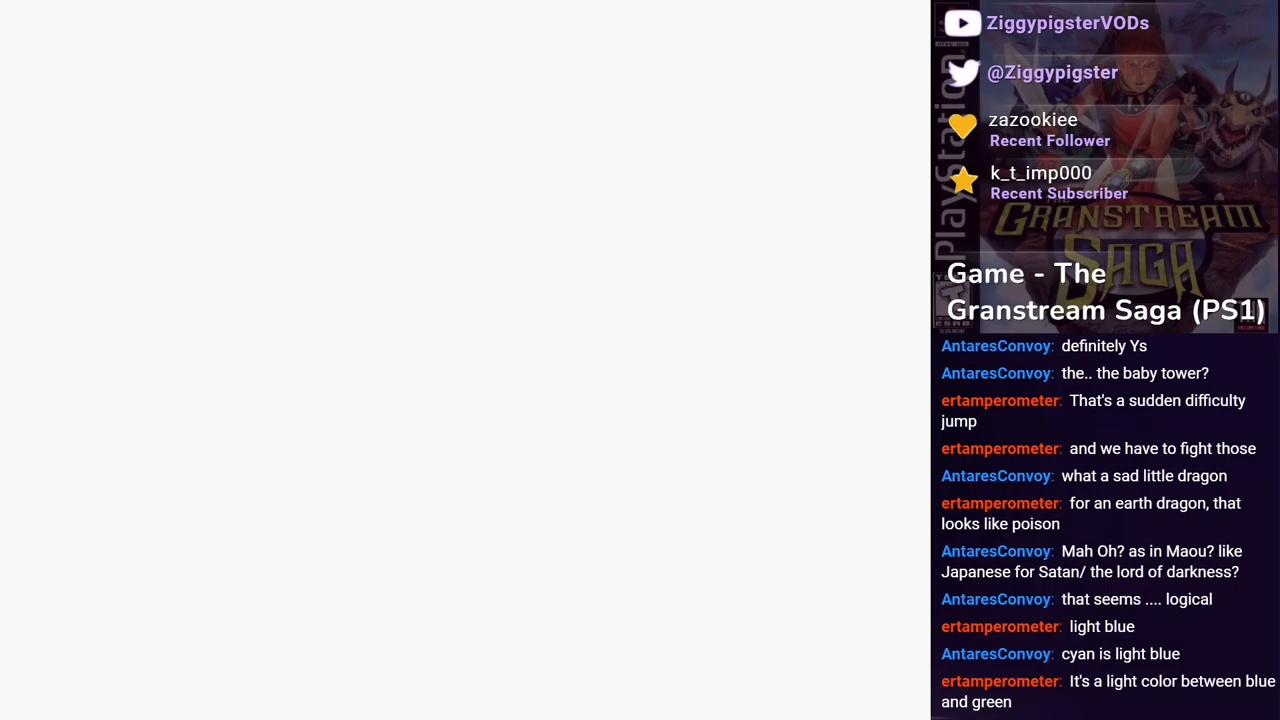 ZiggypigsterVODs
@Ziggypigster
zazookiee
Recent Follower
k_t_imp000
Recent Subscriber
PlayStation
THE
GRANSTREAM
SAGA
Game - The
Granstream Saga (PS1)
AntaresConvoy: definitely Ys
AntaresConvoy: the.. the baby tower?
ertamperometer: That's a sudden difficulty
jump
ertamperometer: and we have to fight those
AntaresConvoy: what a sad little dragon
ertamperometer: for an earth dragon, that
looks like poison
AntaresConvoy: Mah Oh? as in Maou? like
Japanese for Satan/ the lord of darkness?
AntaresConvoy: that seems .... logical
ertamperometer: light blue
AntaresConvoy: cyan is light blue
ertamperometer: It's a light color between blue
and green